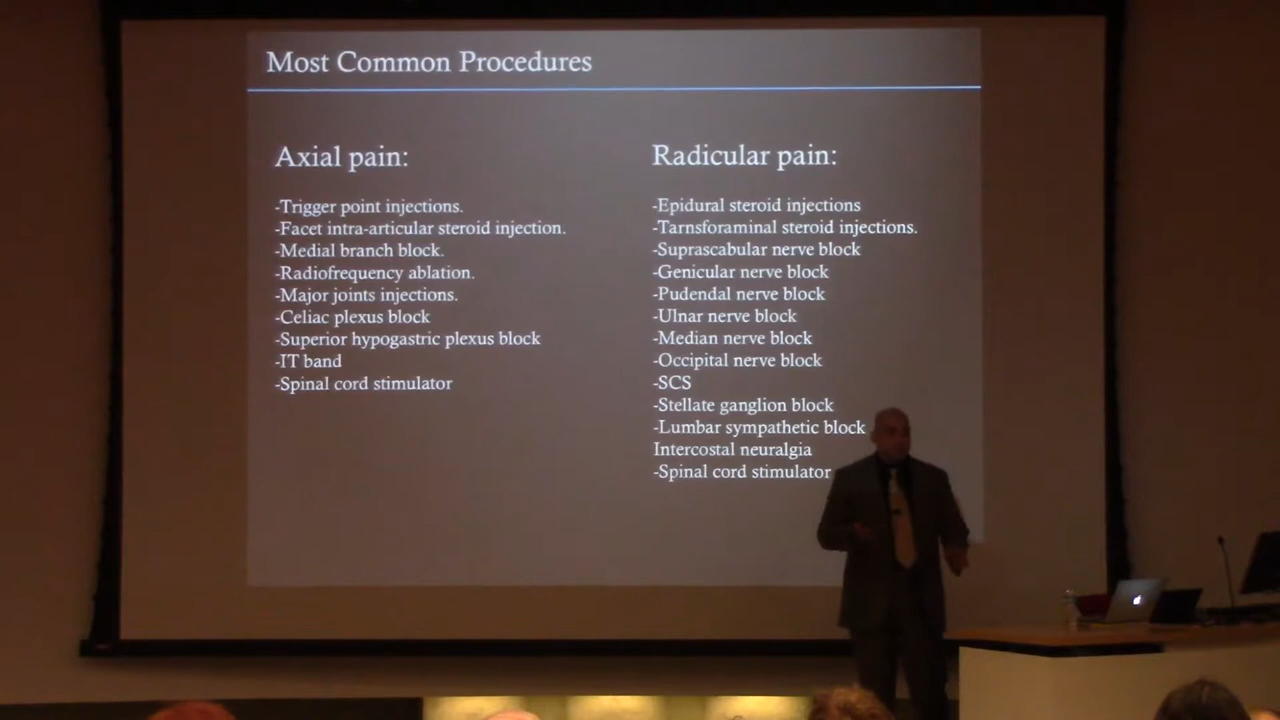 Most Common Procedures
Axial pain:
-Trigger point injections.
-Facet intra-articular steroid injection.
-Medial branch block.
-Radiofrequency ablation.
-Major joints injections.
-Celiac plexus block
-Superior hypogastric plexus block
-IT band
-Spinal cord stimulator
Radicular pain:
-Epidural steroid injections
-Tarnsforaminal steroid injections.
-Suprascabular nerve block
-Genicular nerve block
-Pudendal nerve block
-Ulnar nerve block
-Median nerve block
-Occipital nerve block
-SCS
-Stellate ganglion block
-Lumbar sympathetic block
Intercostal neuralgia
-Spinal cord stimulator